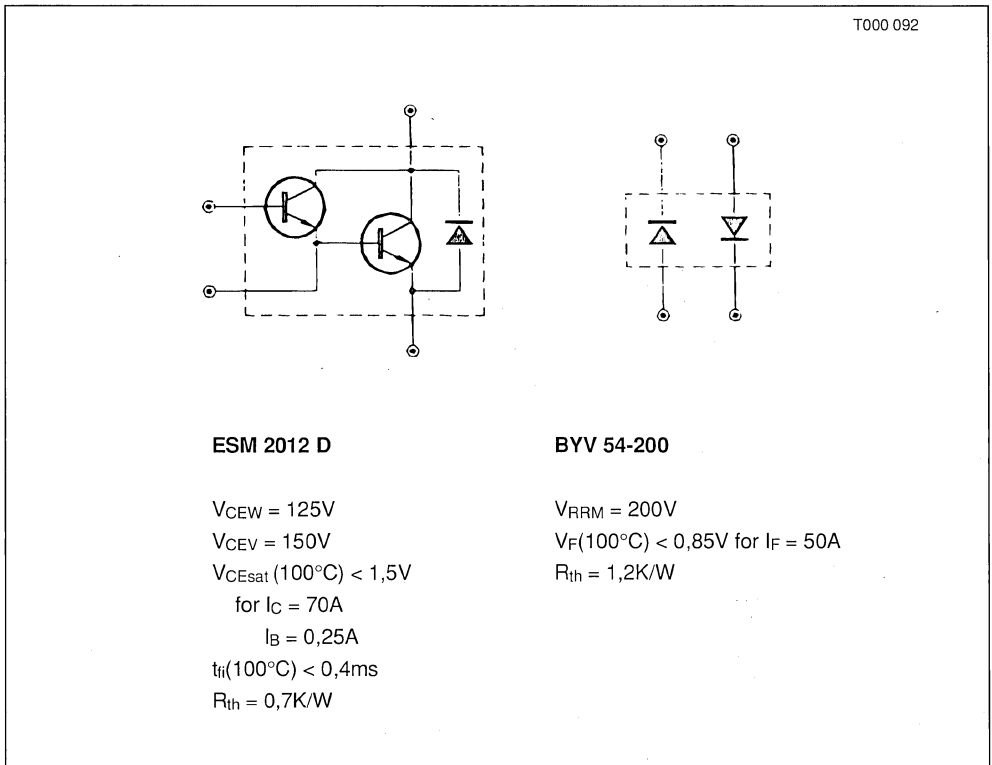 T000 092
ESM 2012 D
VCEW = 125V
VCEV = 150V
VCEsat (100°C) < 1,5V
for IC = 70A
IB = 0,25A
tfi(100°C) < 0,4ms
Rth = 0,7K/W
BYV 54-200
VRRM = 200V
VF(100°C) < 0,85V for IF = 50A
Rth = 1,2K/W